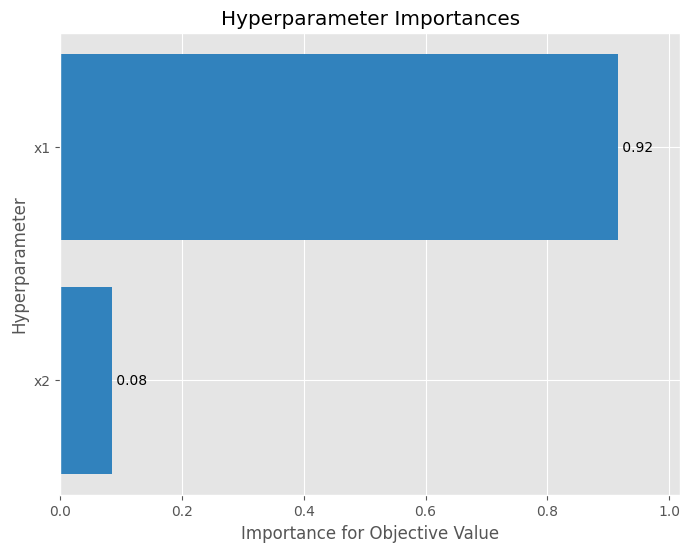 Hyperparameter Importances
Hyperparameter
x1
0.92
x2
0.08
0.0 0.2 0.4 0.6 0.8 1.0
Importance for Objective Value